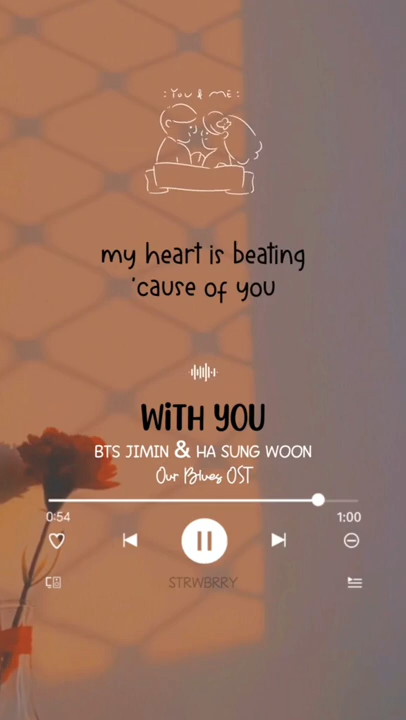 : YOU & ME :
my heart is beating
'cause of you
WiTH YOU
BTS JIMIN & HA SUNG WOON
Our Blues OST
0:54 1:00
STRWBRRY